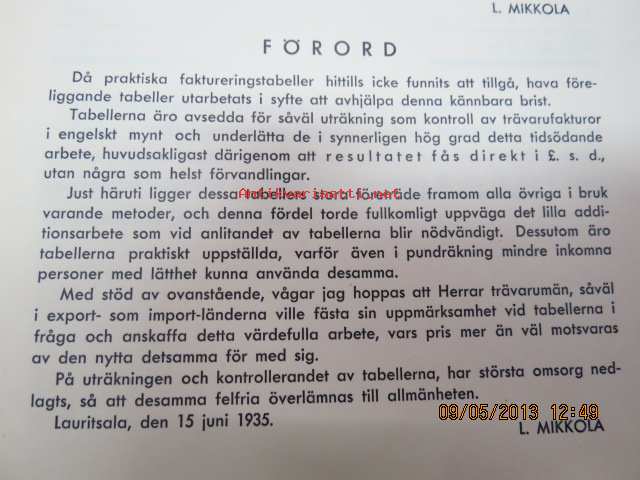 L. MIKKOLA
FÖRORD
Då praktiska faktureringstabeller hittills icke funnits att tillgå, hava före-
liggande tabeller utarbetats i syfte att avhjälpa denna kännbara brist.
Tabellerna äro avsedda för såväl uträkning som kontroll av trävarufakturor
i engelskt mynt och underlätta de i synnerligen hög grad detta tidsödande
arbete, huvudsakligast därigenom att resultatet fås direkt i £. s. d.,
utan några som helst förvandlingar.
Just häruti ligger dessa tabellers stora företräde framom alla övriga i bruk
varande metoder, och denna fördel torde fullkomligt uppväga det lilla addi-
tionsarbete som vid anlitandet av tabellerna blir nödvändigt. Dessutom äro
tabellerna praktiskt uppställda, varför även i pundräkning mindre inkomna
personer med lätthet kunna använda desamma.
Med stöd av ovanstående, vågar jag hoppas att Herrar trävarumän, såväl
i export- som import-länderna ville fästa sin uppmärksamhet vid tabellerna i
fråga och anskaffa detta värdefulla arbete, vars pris mer än väl motsvaras
av den nytta detsamma för med sig.
På uträkningen och kontrollerandet av tabellerna, har största omsorg ned-
lagts, så att desamma felfria överlämnas till allmänheten.
Lauritsala, den 15 juni 1935.
L. MIKKOLA
09/05/2013 12:49